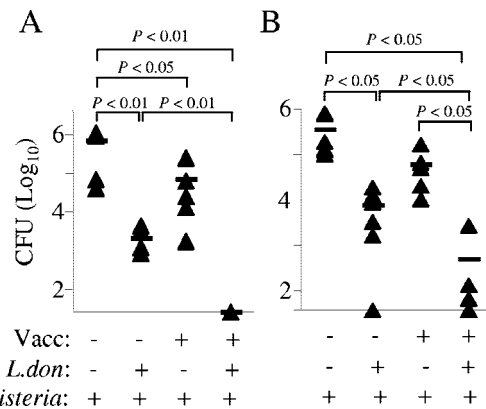 A
B
P < 0.01
P < 0.05
P < 0.01 P < 0.01
P < 0.05
P < 0.05 P < 0.05
P < 0.05
CFU (Log10)
6
4
2
6
4
2
Vacc: - - + + - - + +
L.don: - + - + - + - +
isteria: + + + + + + + +